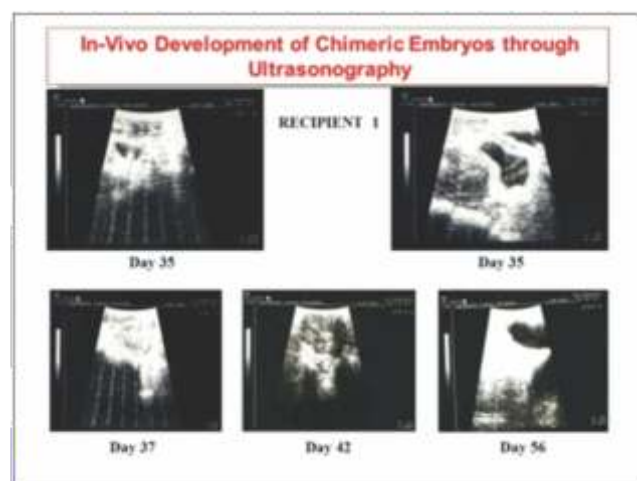 In-Vivo Development of Chimeric Embryos through
Ultrasonography
RECIPIENT 1
Day 35
Day 35
Day 37
Day 42
Day 56